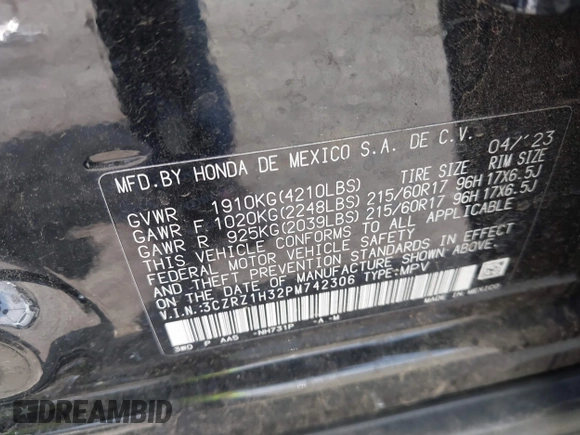 MFD.BY HONDA DE MEXICO S.A. DE C.V. 04/'23
TIRE SIZE RIM SIZE
GVWR 1910KG(4210LBS)
GAWR F 1020KG(2248LBS) 215/60R17 96H 17X6.5J
GAWR R 925KG(2039LBS) 215/60R17 96H 17X6.5J
THIS VEHICLE CONFORMS TO ALL APPLICABLE
FEDERAL MOTOR VEHICLE SAFETY
AND THEFT PREVENTION STANDARDS IN EFFECT
ON THE DATE OF MANUFACTURE SHOWN ABOVE.
V.I.N.:3CZRZ1H32PM742306 TYPE:MPV
3W0 P AA5 -NH731P -A-M MADE IN MEXICO
DREAMBID